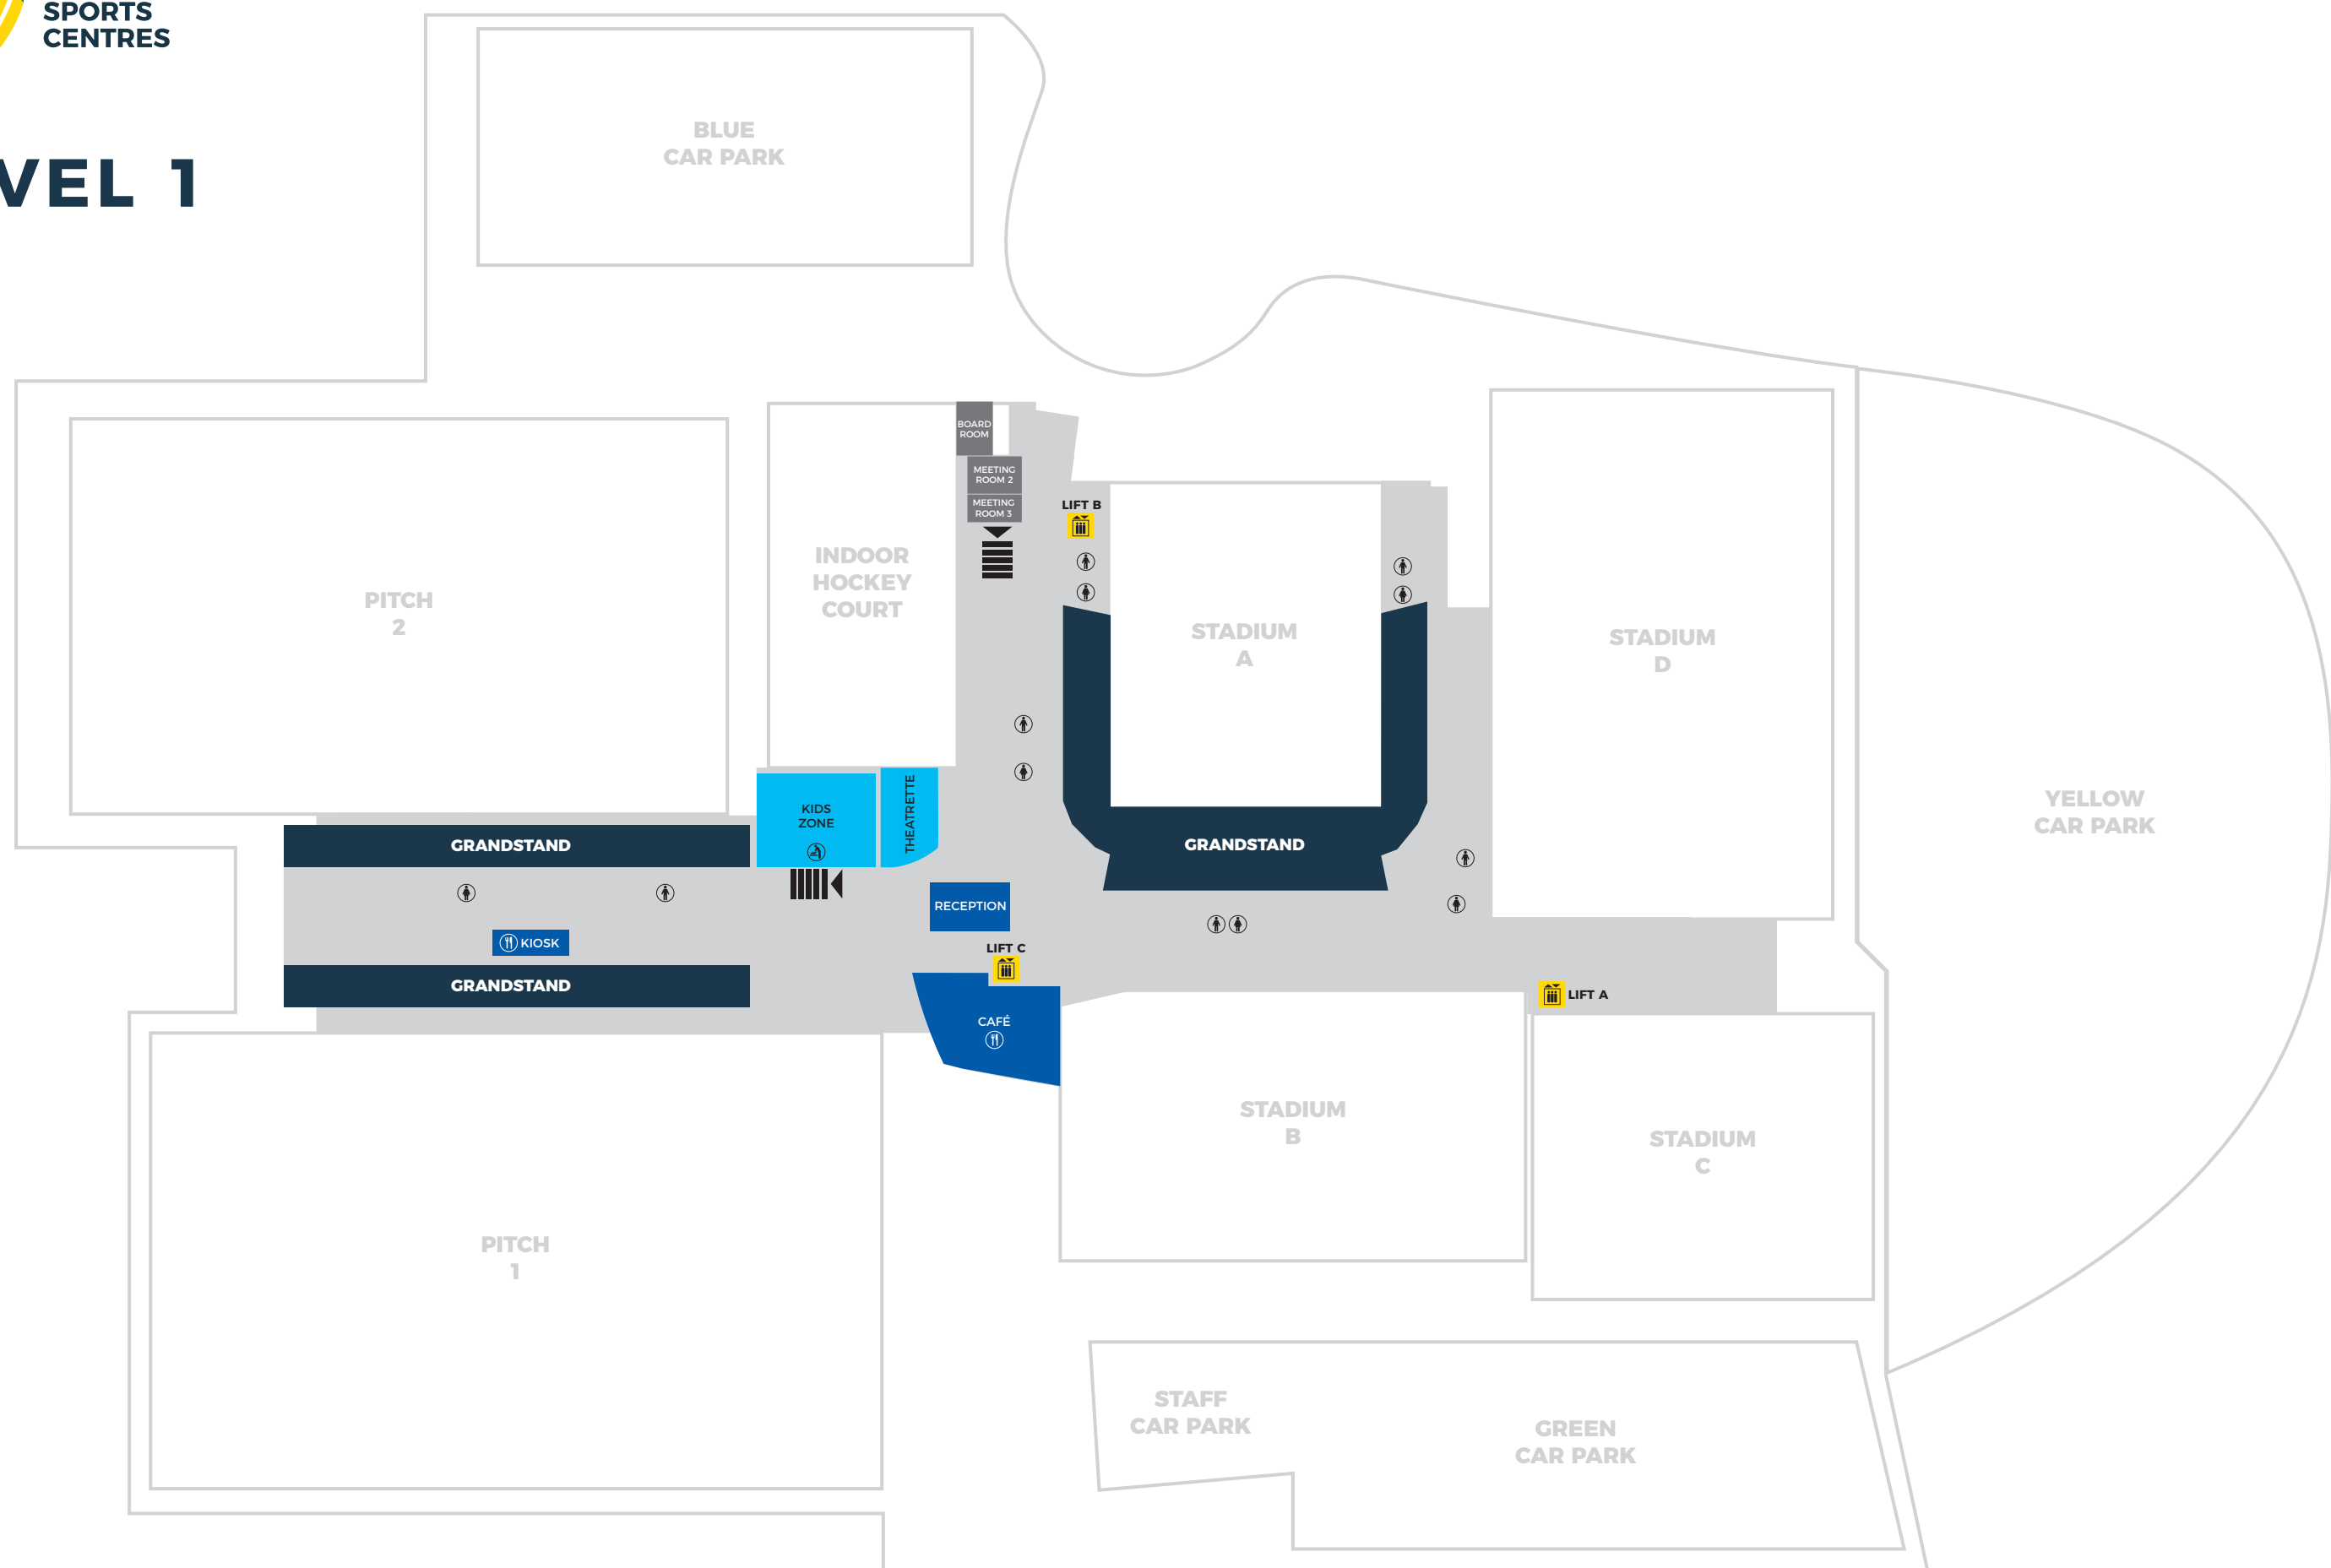 SPORTS
CENTRES
VEL 1
BLUE
CAR PARK
BOARD
ROOM
MEETING
ROOM 2
MEETING
ROOM 3
LIFT B
INDOOR
HOCKEY
COURT
PITCH
2
STADIUM
A
STADIUM
D
YELLOW
CAR PARK
KIDS
ZONE
THEATRETTE
GRANDSTAND
GRANDSTAND
RECEPTION
KIOSK
LIFT C
GRANDSTAND
LIFT A
CAFÉ
STADIUM
B
STADIUM
C
PITCH
1
STAFF
CAR PARK
GREEN
CAR PARK